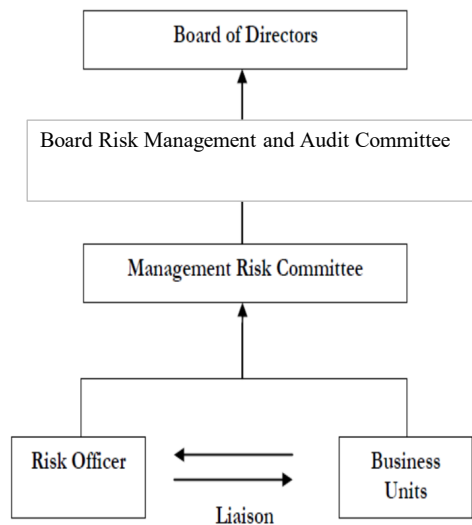 Board of Directors
Board Risk Management and Audit Committee
Management Risk Committee
Risk Officer
Business
Units
Liaison